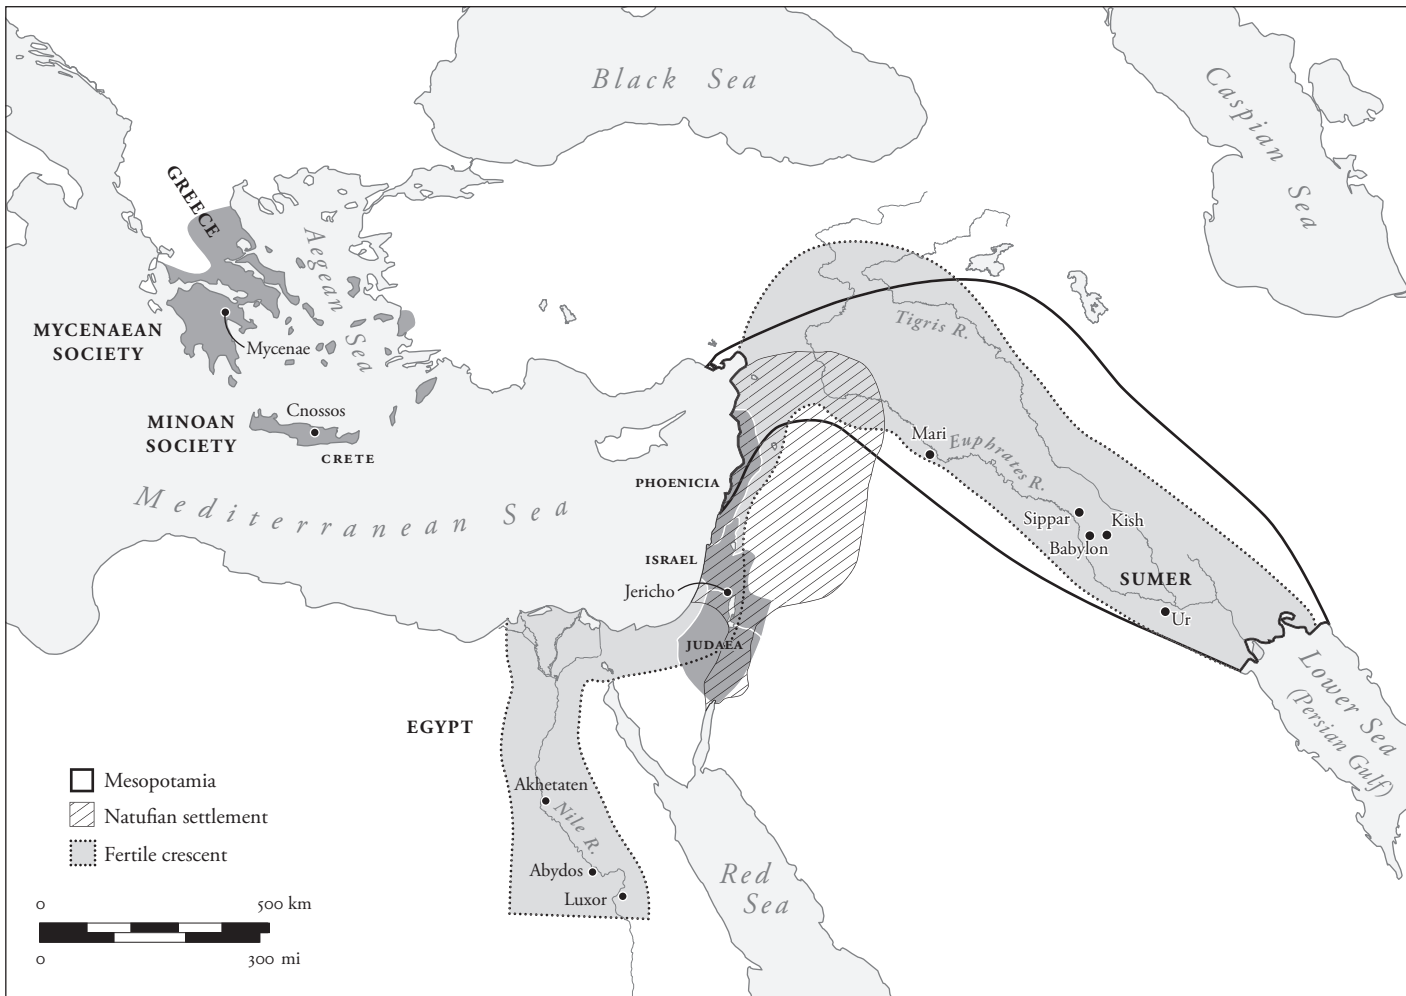 Black Sea
Caspian Sea
GREECE
Aegean Sea
Tigris R.
MYCENAEAN
SOCIETY
Mycenae
MINOAN
SOCIETY
Cnossos
CRETE
Mari
Euphrates R.
PHOENICIA
Mediterranean Sea
Sippar
Kish
Babylon
ISRAEL
SUMER
Jericho
Ur
JUDAEA
Lower Sea
(Persian Gulf)
EGYPT
Mesopotamia
Akhetaten
Natufian settlement
Nile R.
Fertile crescent
Abydos
Red
Sea
Luxor
0 500 km
0 300 mi